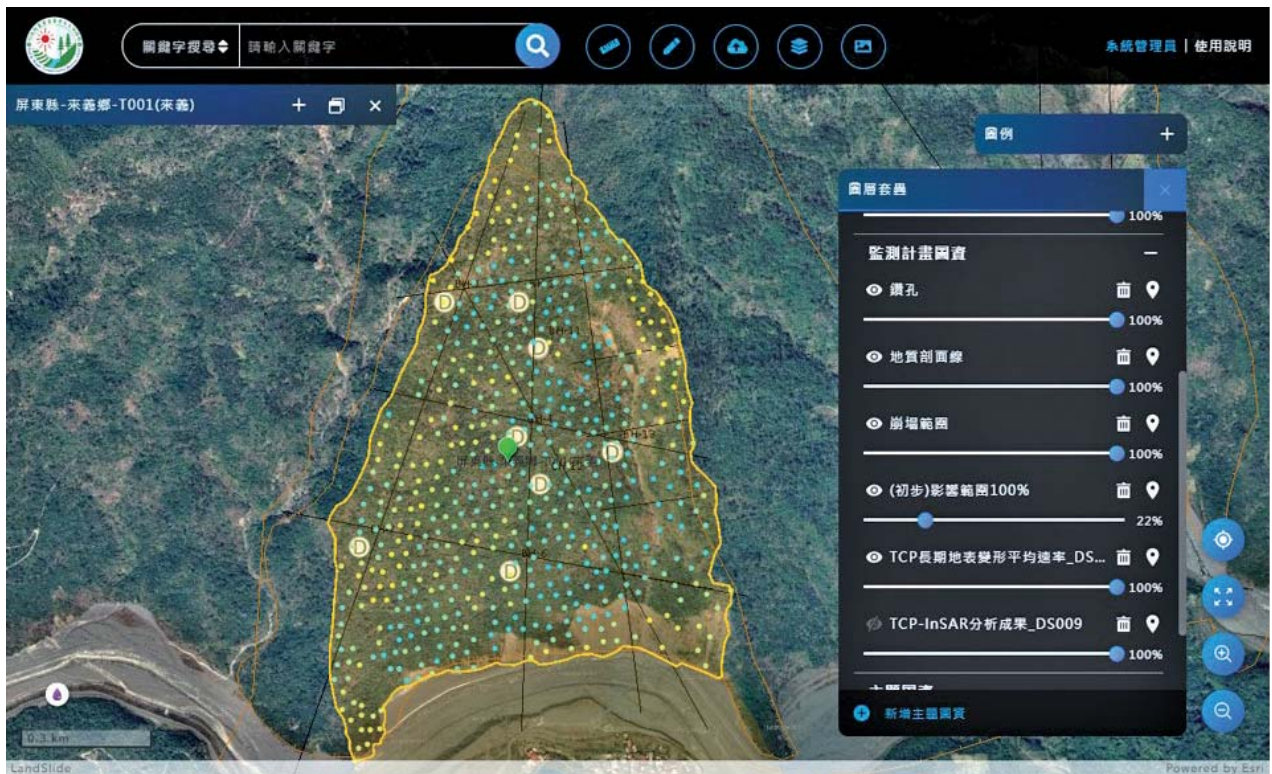 關鍵字搜尋
請輸入關鍵字
系統管理員 | 使用說明
屏東縣-來義鄉-T001(來義)
圖例
圖層套疊
100%
監測計畫圖資
鑽孔
100%
地質剖面線
100%
崩塌範圍
100%
(初步)影響範圍100%
22%
TCP長期地表變形平均速率_DS...
100%
TCP-InSAR分析成果_DS009
100%
主題圖資
新增主題圖資
D
D
D
D
D
D
D
D
0.3 km
LandSlide
Powered by Esri